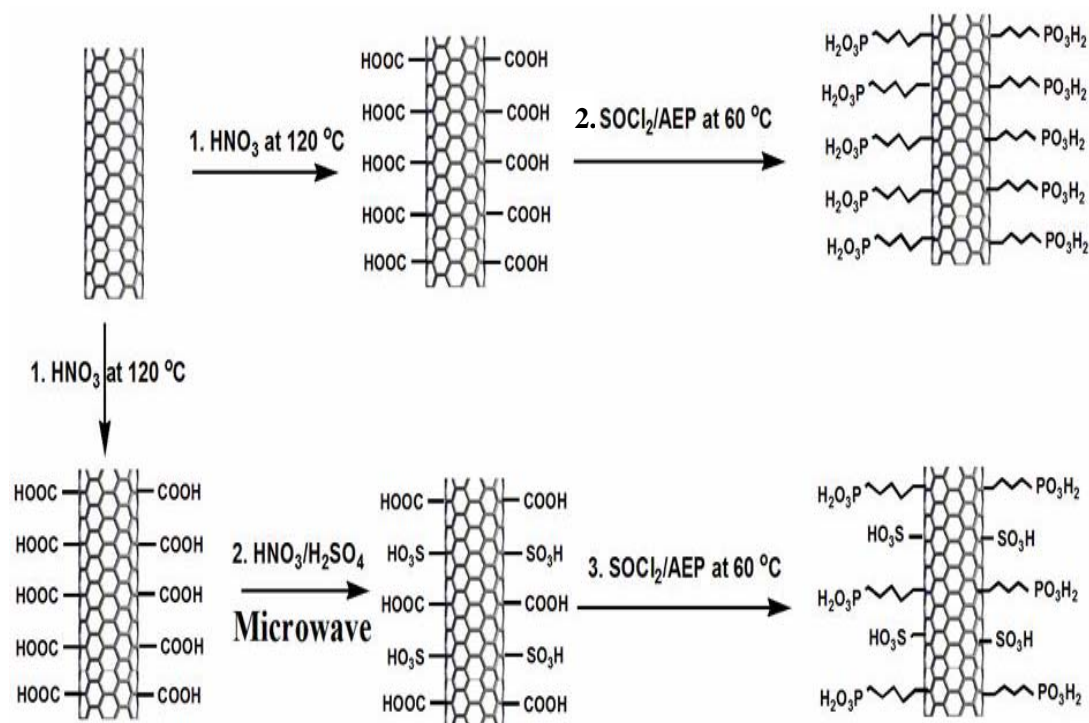 HOOC COOH H₂O₃P PO₃H₂
HOOC COOH H₂O₃P PO₃H₂
1. HNO₃ at 120 °C
2. SOCl₂/AEP at 60 °C
HOOC COOH H₂O₃P PO₃H₂
HOOC COOH H₂O₃P PO₃H₂
HOOC COOH H₂O₃P PO₃H₂
1. HNO₃ at 120 °C
HOOC COOH HOOC COOH H₂O₃P PO₃H₂
HOOC COOH HO₃S SO₃H HO₃S SO₃H
2. HNO₃/H₂SO₄
Microwave
3. SOCl₂/AEP at 60 °C
HOOC COOH HOOC COOH H₂O₃P PO₃H₂
HOOC COOH HO₃S SO₃H HO₃S SO₃H
HOOC COOH HOOC COOH H₂O₃P PO₃H₂